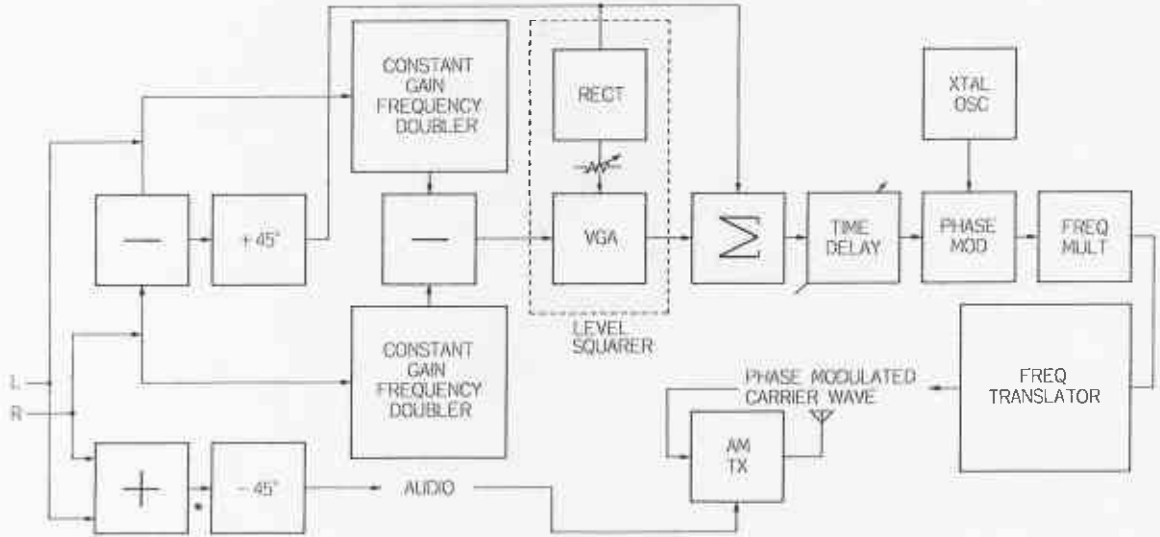 CONSTANT
GAIN
FREQUENCY
DOUBLER
RECT
XTAL
OSC
—
+45°
—
VGA
Σ
TIME
DELAY
PHASE
MOD
FREQ
MULT
LEVEL
SQUARER
CONSTANT
GAIN
FREQUENCY
DOUBLER
L
R
PHASE MODULATED
CARRIER WAVE
FREQ
TRANSLATOR
+
-45°
AUDIO
AM
TX